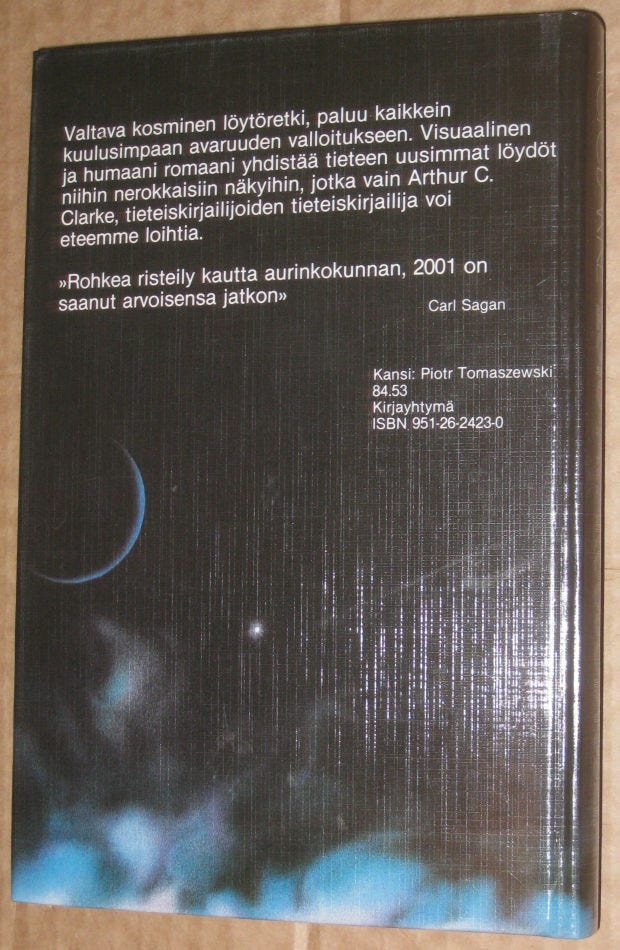 Valtava kosminen löytöretki, paluu kaikkein
kuulusimpaan avaruuden valloitukseen. Visuaalinen
ja humaani romaani yhdistää tieteen uusimmat löydöt
niihin nerokkaisiin näkyihin, jotka vain Arthur C.
Clarke, tieteiskirjailijoiden tieteiskirjailija voi
eteemme loihtia.
»Rohkea risteily kautta aurinkokunnan, 2001 on
saanut arvoisensa jatkon»
Carl Sagan
Kansi: Piotr Tomaszewski
84.53
Kirjayhtymä
ISBN 951-26-2423-0